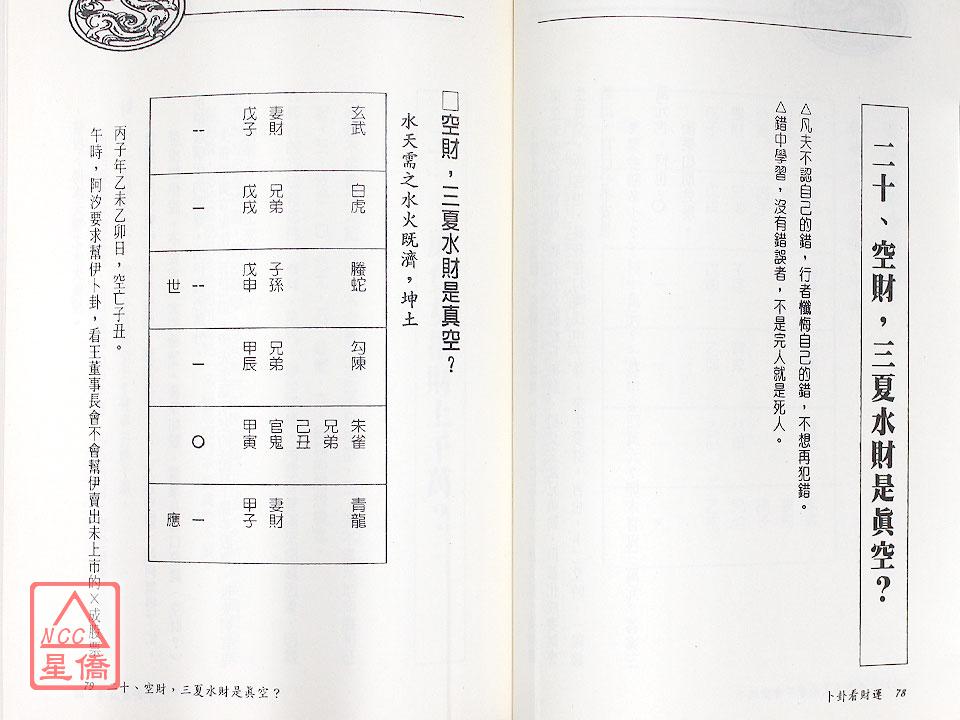 二十、空財，三夏水財是眞空？
△凡夫不認自己的錯，行者懺悔自己的錯，不想再犯錯。
△錯中學習，沒有錯誤者，不是完人就是死人。
卜卦看財運 78
□空財，三夏水財是真空？
水天需之水火既濟，坤土
玄武 妻財 戊子 --
白虎 兄弟 戊戌 —
螣蛇 子孫 戊申 -- 世
勾陳 兄弟 甲辰 —
朱雀 兄弟 己丑 官鬼 甲寅 〇
青龍 妻財 甲子 — 應
丙子年乙未乙卯日，空亡子丑。
午時，阿汐要求幫伊卜卦，看王董事長會不會幫伊賣出未上市的×成股票
79 二十、空財，三夏水財是眞空？
NCC
星僑